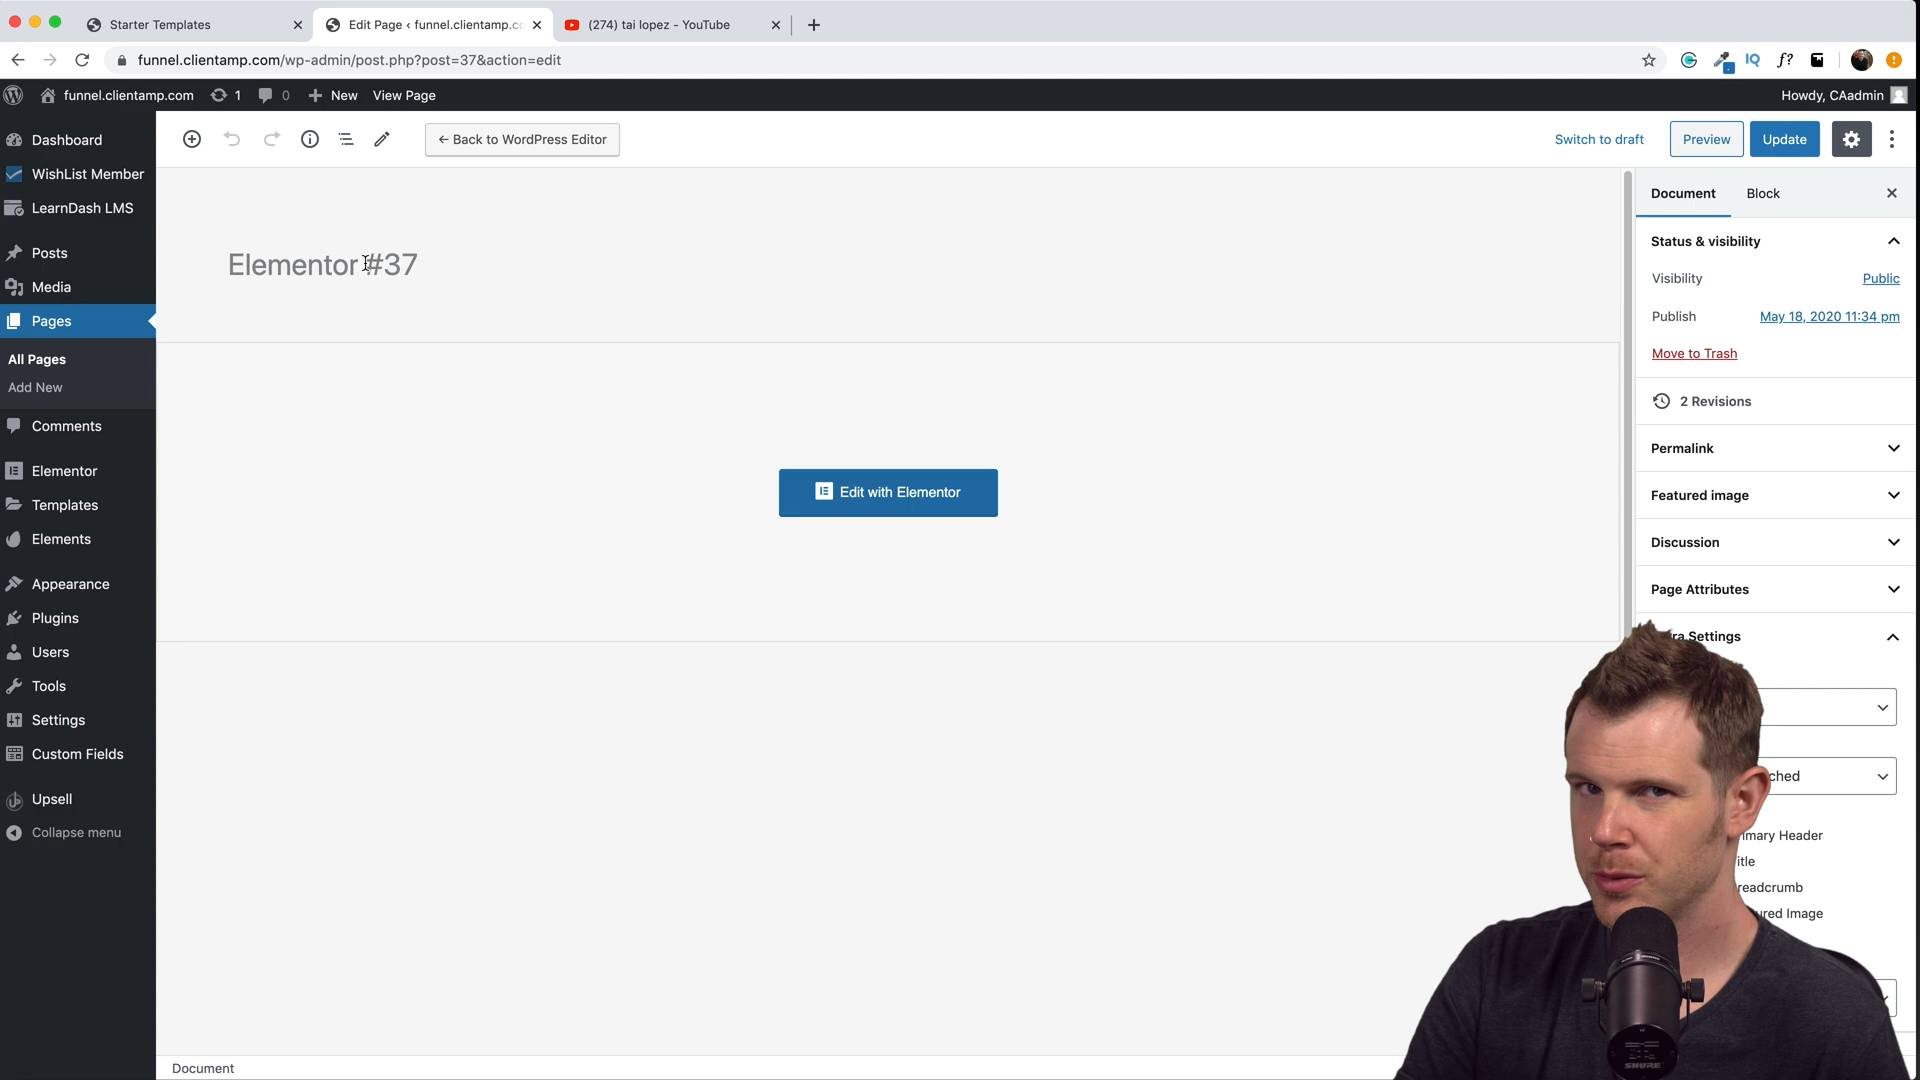 Starter Templates
Edit Page ‹ funnel.clientamp.co
(274) tai lopez - YouTube
funnel.clientamp.com/wp-admin/post.php?post=37&action=edit
IQ
f?
funnel.clientamp.com
1
0
New
View Page
Howdy, CAadmin
Dashboard
WishList Member
LearnDash LMS
Posts
Media
Pages
All Pages
Add New
Comments
Elementor
Templates
Elements
Appearance
Plugins
Users
Tools
Settings
Custom Fields
Upsell
Collapse menu
← Back to WordPress Editor
Switch to draft
Preview
Update
Elementor #37
Edit with Elementor
Document
Block
Status & visibility
Visibility
Public
Publish
May 18, 2020 11:34 pm
Move to Trash
2 Revisions
Permalink
Featured image
Discussion
Page Attributes
ra Settings
ched
imary Header
itle
readcrumb
ured Image
SHURE
Document